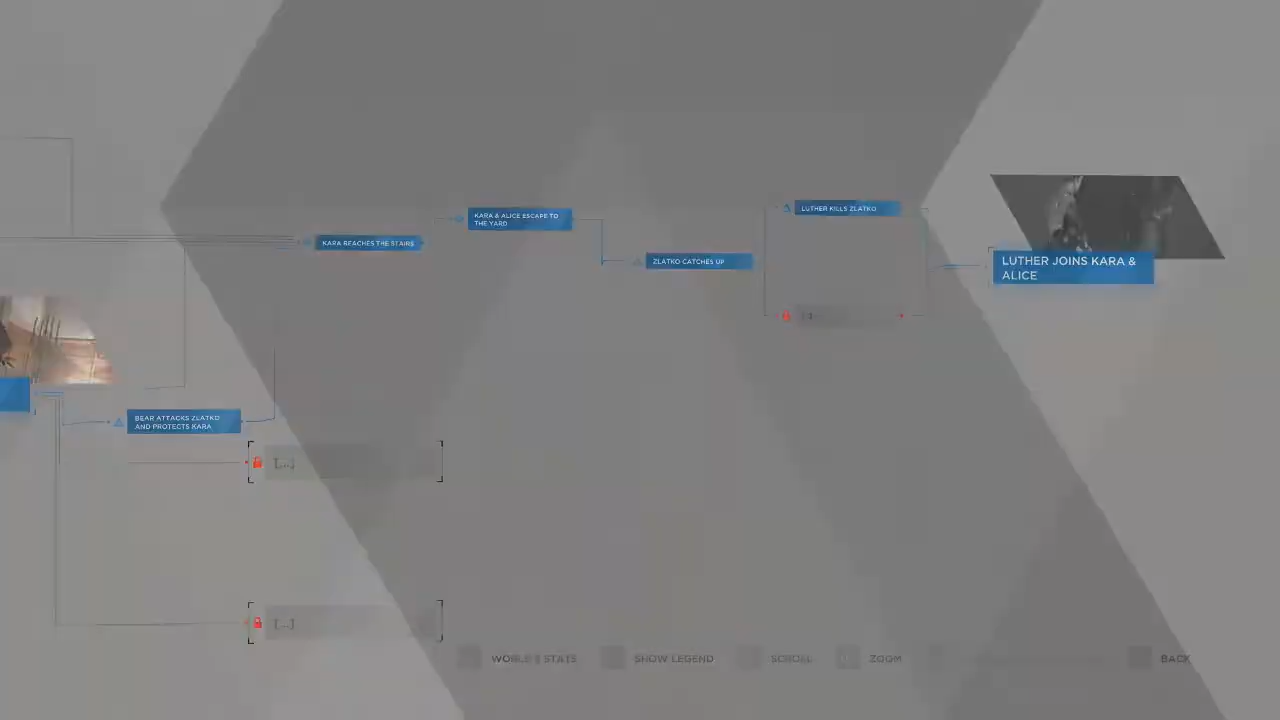 LUTHER KILLS ZLATKO
KARA & ALICE ESCAPE TO
THE YARD
KARA REACHES THE STAIRS
ZLATKO CATCHES UP
LUTHER JOINS KARA &
ALICE
BEAR ATTACKS ZLATKO
AND PROTECTS KARA
[...]
[...]
WORLD'S STATS
SHOW LEGEND
SCROLL
ZOOM
BACK